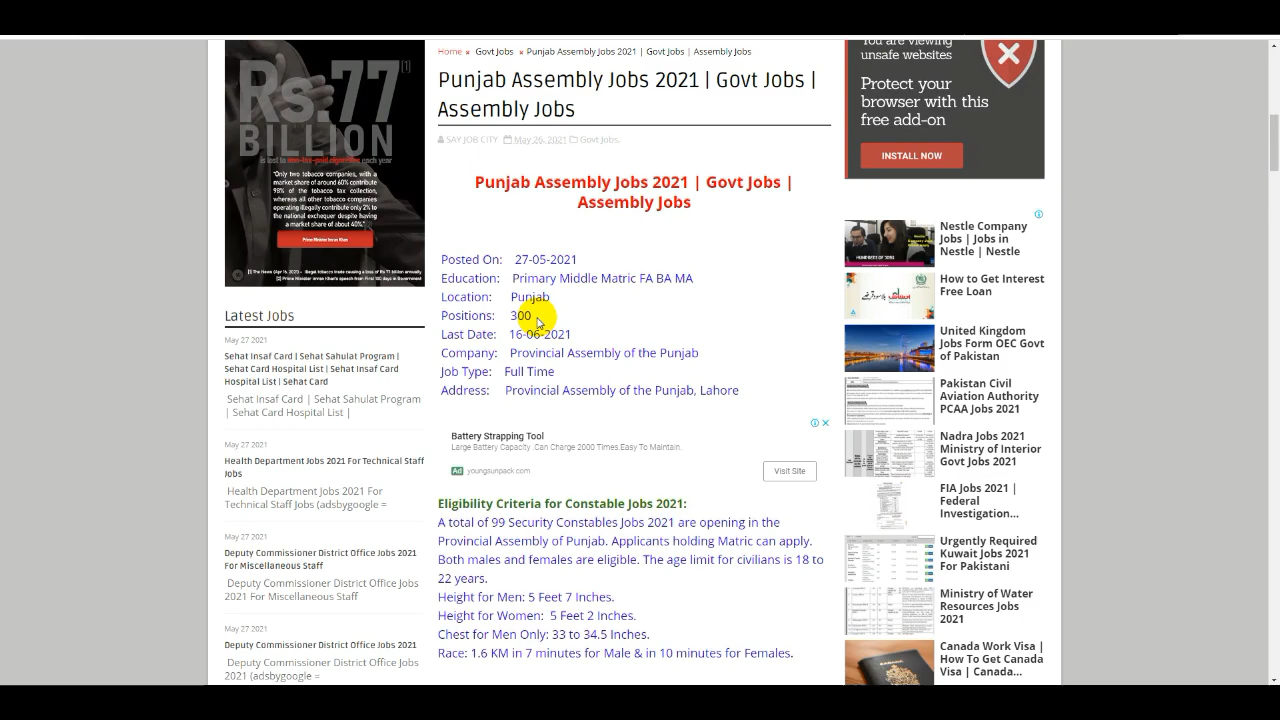 Home × Govt Jobs × Punjab Assembly Jobs 2021 | Govt Jobs | Assembly Jobs
Punjab Assembly Jobs 2021 | Govt Jobs |
Assembly Jobs
SAY JOB CITY May 26, 2021 Govt Jobs,
Punjab Assembly Jobs 2021 | Govt Jobs |
Assembly Jobs
Posted On: 27-05-2021
Education: Primary Middle Matric FA BA MA
Location: Punjab
Positions: 300
Last Date: 16-06-2021
Company: Provincial Assembly of the Punjab
Job Type: Full Time
Address: Provincial Assembly of the Punjab, Lahore
Battery Strapping Tool
Large Battery Capacity, Can Charge 2000 Times,Captain.
Ad youngsunpack.com
Visit Site
Eligibility Criteria for Constable Jobs 2021:
A total of 99 Security Constables Jobs 2021 are opening in the
Provincial Assembly of Punjab. Applicants holding Matric can apply.
Males and females are eligible the age limit for civilians is 18 to
22 years.
Height for Men: 5 Feet 7 Inch
Height for Women: 5 Feet 2 Inch
Chest Men Only: 33-34.5 Inches
Race: 1.6 KM in 7 minutes for Male & in 10 minutes for Females.
Rs.77 [1]
BILLION
is lost to non-tax-paid cigarettes each year
"Only two tobacco companies, with a
market share of around 60% contribute
98% of the tobacco tax collection,
whereas all other tobacco companies
operating illegally contribute only 2% to
the national exchequer despite having
a market share of about 40%"
Prime Minister Imran Khan
Latest Jobs
May 27 2021
Sehat Insaf Card | Sehat Sahulat Program |
Sehat Card Hospital List | Sehat Insaf Card
Hospital List | Sehat Card
Sehat Insaf Card | Sehat Sahulat Program
| Sehat Card Hospital List |
May 27 2021
Health Department Jobs 2021 For Technical Staff
Jobs
Health Department Jobs 2021 For
Technical Staff Jobs (adsbygoogle =
May 27 2021
Deputy Commissioner District Office Jobs 2021
For Miscellaneous Staff
Deputy Commissioner District Office Jobs
2021 For Miscellaneous Staff
May 27 2021
Deputy Commissioner District Office Jobs 2021
Deputy Commissioner District Office Jobs
2021 (adsbygoogle =
You are viewing
unsafe websites
Protect your
browser with this
free add-on
INSTALL NOW
Nestle Company
Jobs | Jobs in
Nestle | Nestle
How to Get Interest
Free Loan
United Kingdom
Jobs Form OEC Govt
of Pakistan
Pakistan Civil
Aviation Authority
PCAA Jobs 2021
Nadra Jobs 2021
Ministry of Interior
Govt Jobs 2021
FIA Jobs 2021 |
Federal
Investigation...
Urgently Required
Kuwait Jobs 2021
For Pakistani
Ministry of Water
Resources Jobs
2021
Canada Work Visa |
How To Get Canada
Visa | Canada...